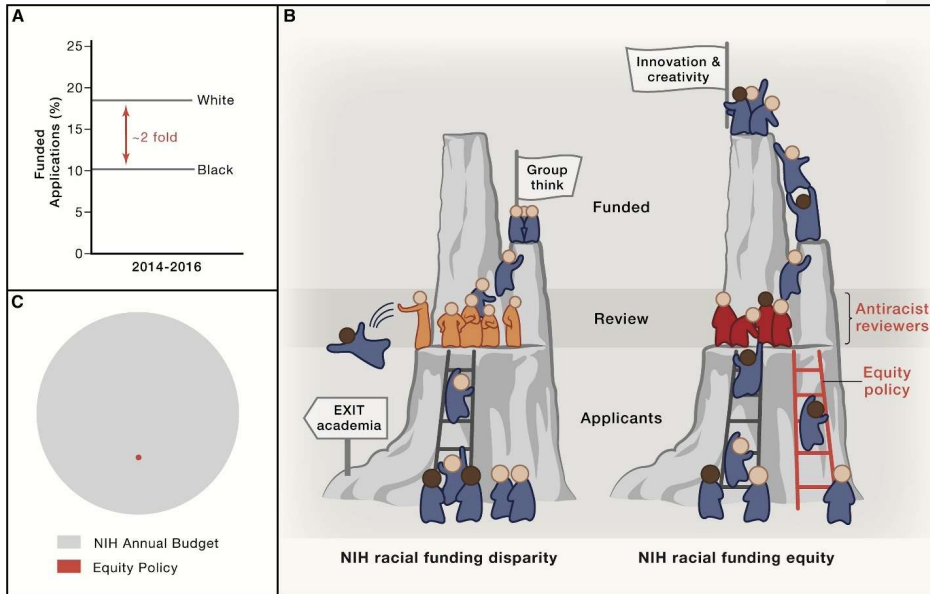 A
25
20
15
10
5
0
Funded
Applications (%)
White
~2 fold
Black
2014-2016
C
NIH Annual Budget
Equity Policy
B
Innovation &
creativity
Group
think
Funded
Review
Antiracist
reviewers
Equity
policy
Applicants
EXIT
academia
NIH racial funding disparity
NIH racial funding equity